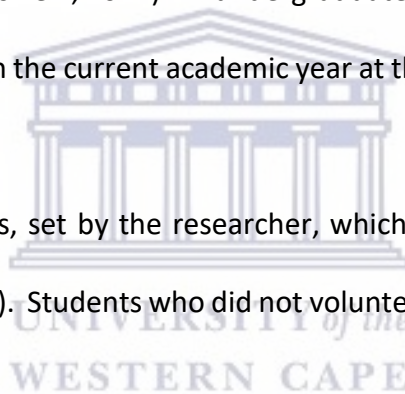 n the current academic year at th
s, set by the researcher, which
). Students who did not volunte
UNIVERSITY of the
WESTERN CAPE